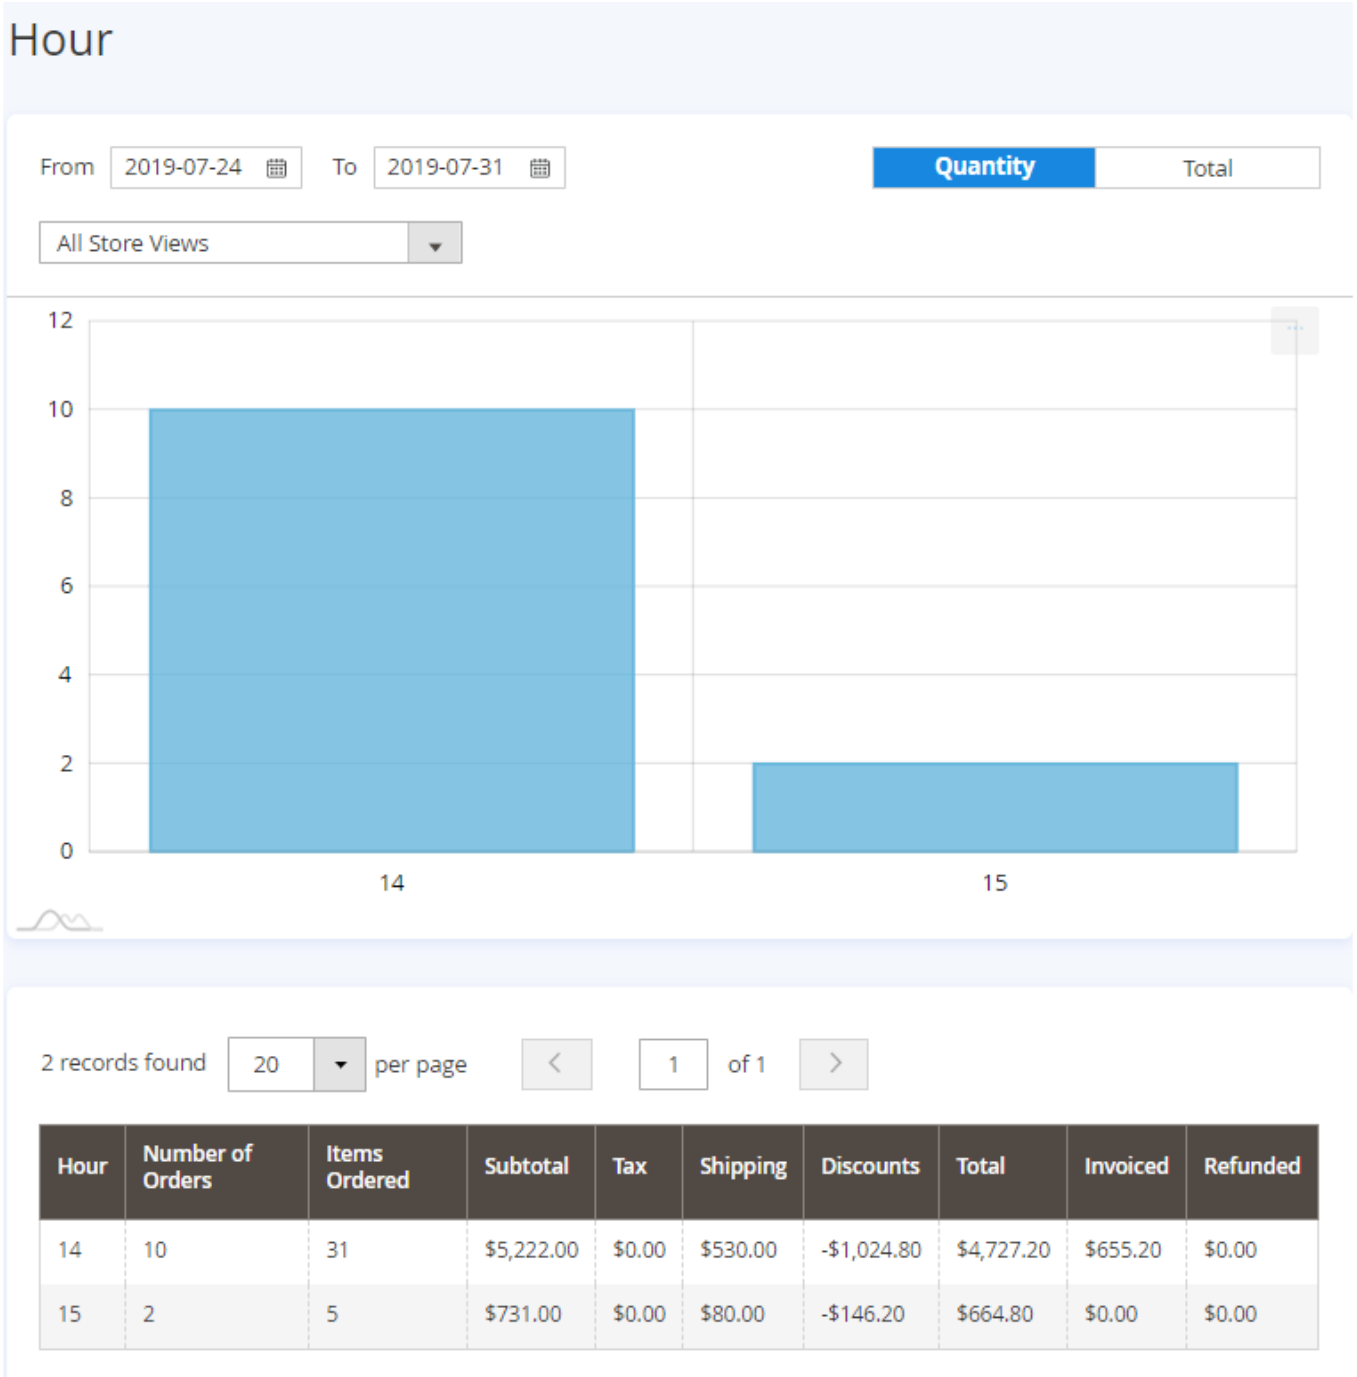 Hour
From 2019-07-24 To 2019-07-31 Quantity Total
All Store Views
12
10
8
6
4
2
0
14 15
2 records found 20 per page 1 of 1
Hour Number of Orders Items Ordered Subtotal Tax Shipping Discounts Total Invoiced Refunded
14 10 31 $5,222.00 $0.00 $530.00 -$1,024.80 $4,727.20 $655.20 $0.00
15 2 5 $731.00 $0.00 $80.00 -$146.20 $664.80 $0.00 $0.00